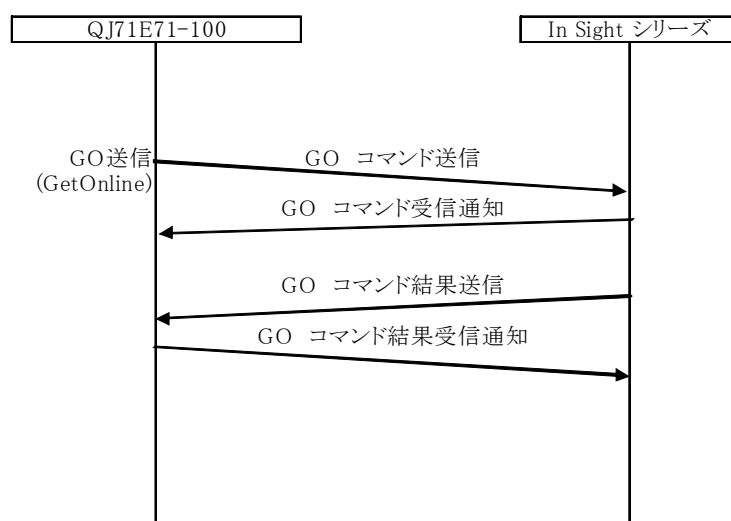 QJ71E71-100
In Sight シリーズ
GO送信
(GetOnline)
GO コマンド送信
GO コマンド受信通知
GO コマンド結果送信
GO コマンド結果受信通知